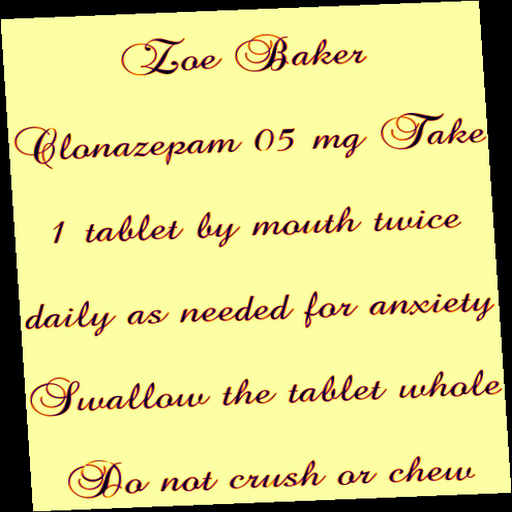 Zoe Baker
Clonazepam 05 mg Take
1 tablet by mouth twice
daily as needed for anxiety
Swallow the tablet whole
Do not crush or chew